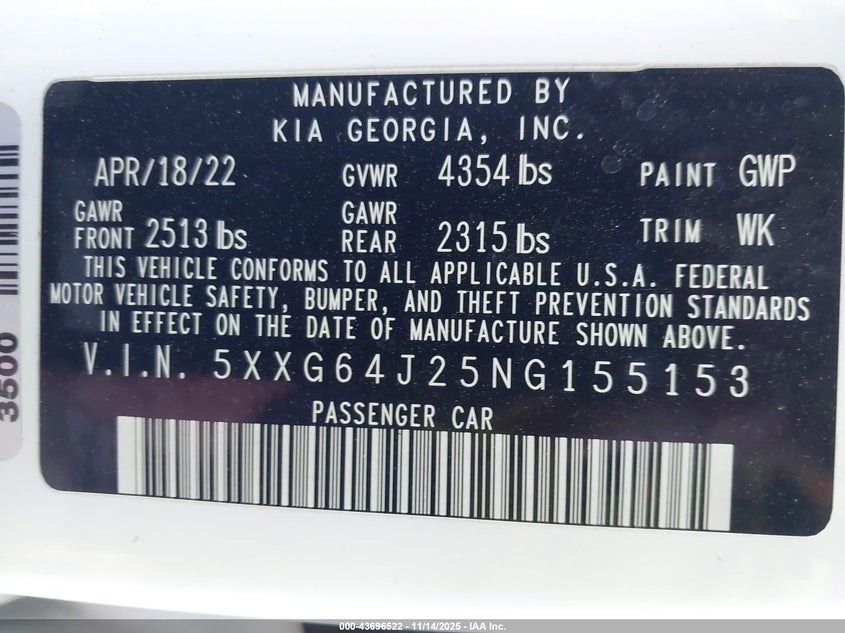 MANUFACTURED BY
KIA GEORGIA, INC.
APR/18/22 GVWR 4354 lbs PAINT GWP
GAWR FRONT 2513 lbs GAWR REAR 2315 lbs TRIM WK
THIS VEHICLE CONFORMS TO ALL APPLICABLE U.S.A. FEDERAL
MOTOR VEHICLE SAFETY, BUMPER, AND THEFT PREVENTION STANDARDS
IN EFFECT ON THE DATE OF MANUFACTURE SHOWN ABOVE.
V.I.N. 5XXG64J25NG155153
PASSENGER CAR
3500
000-43696522 - 11/14/2025 - IAA Inc.